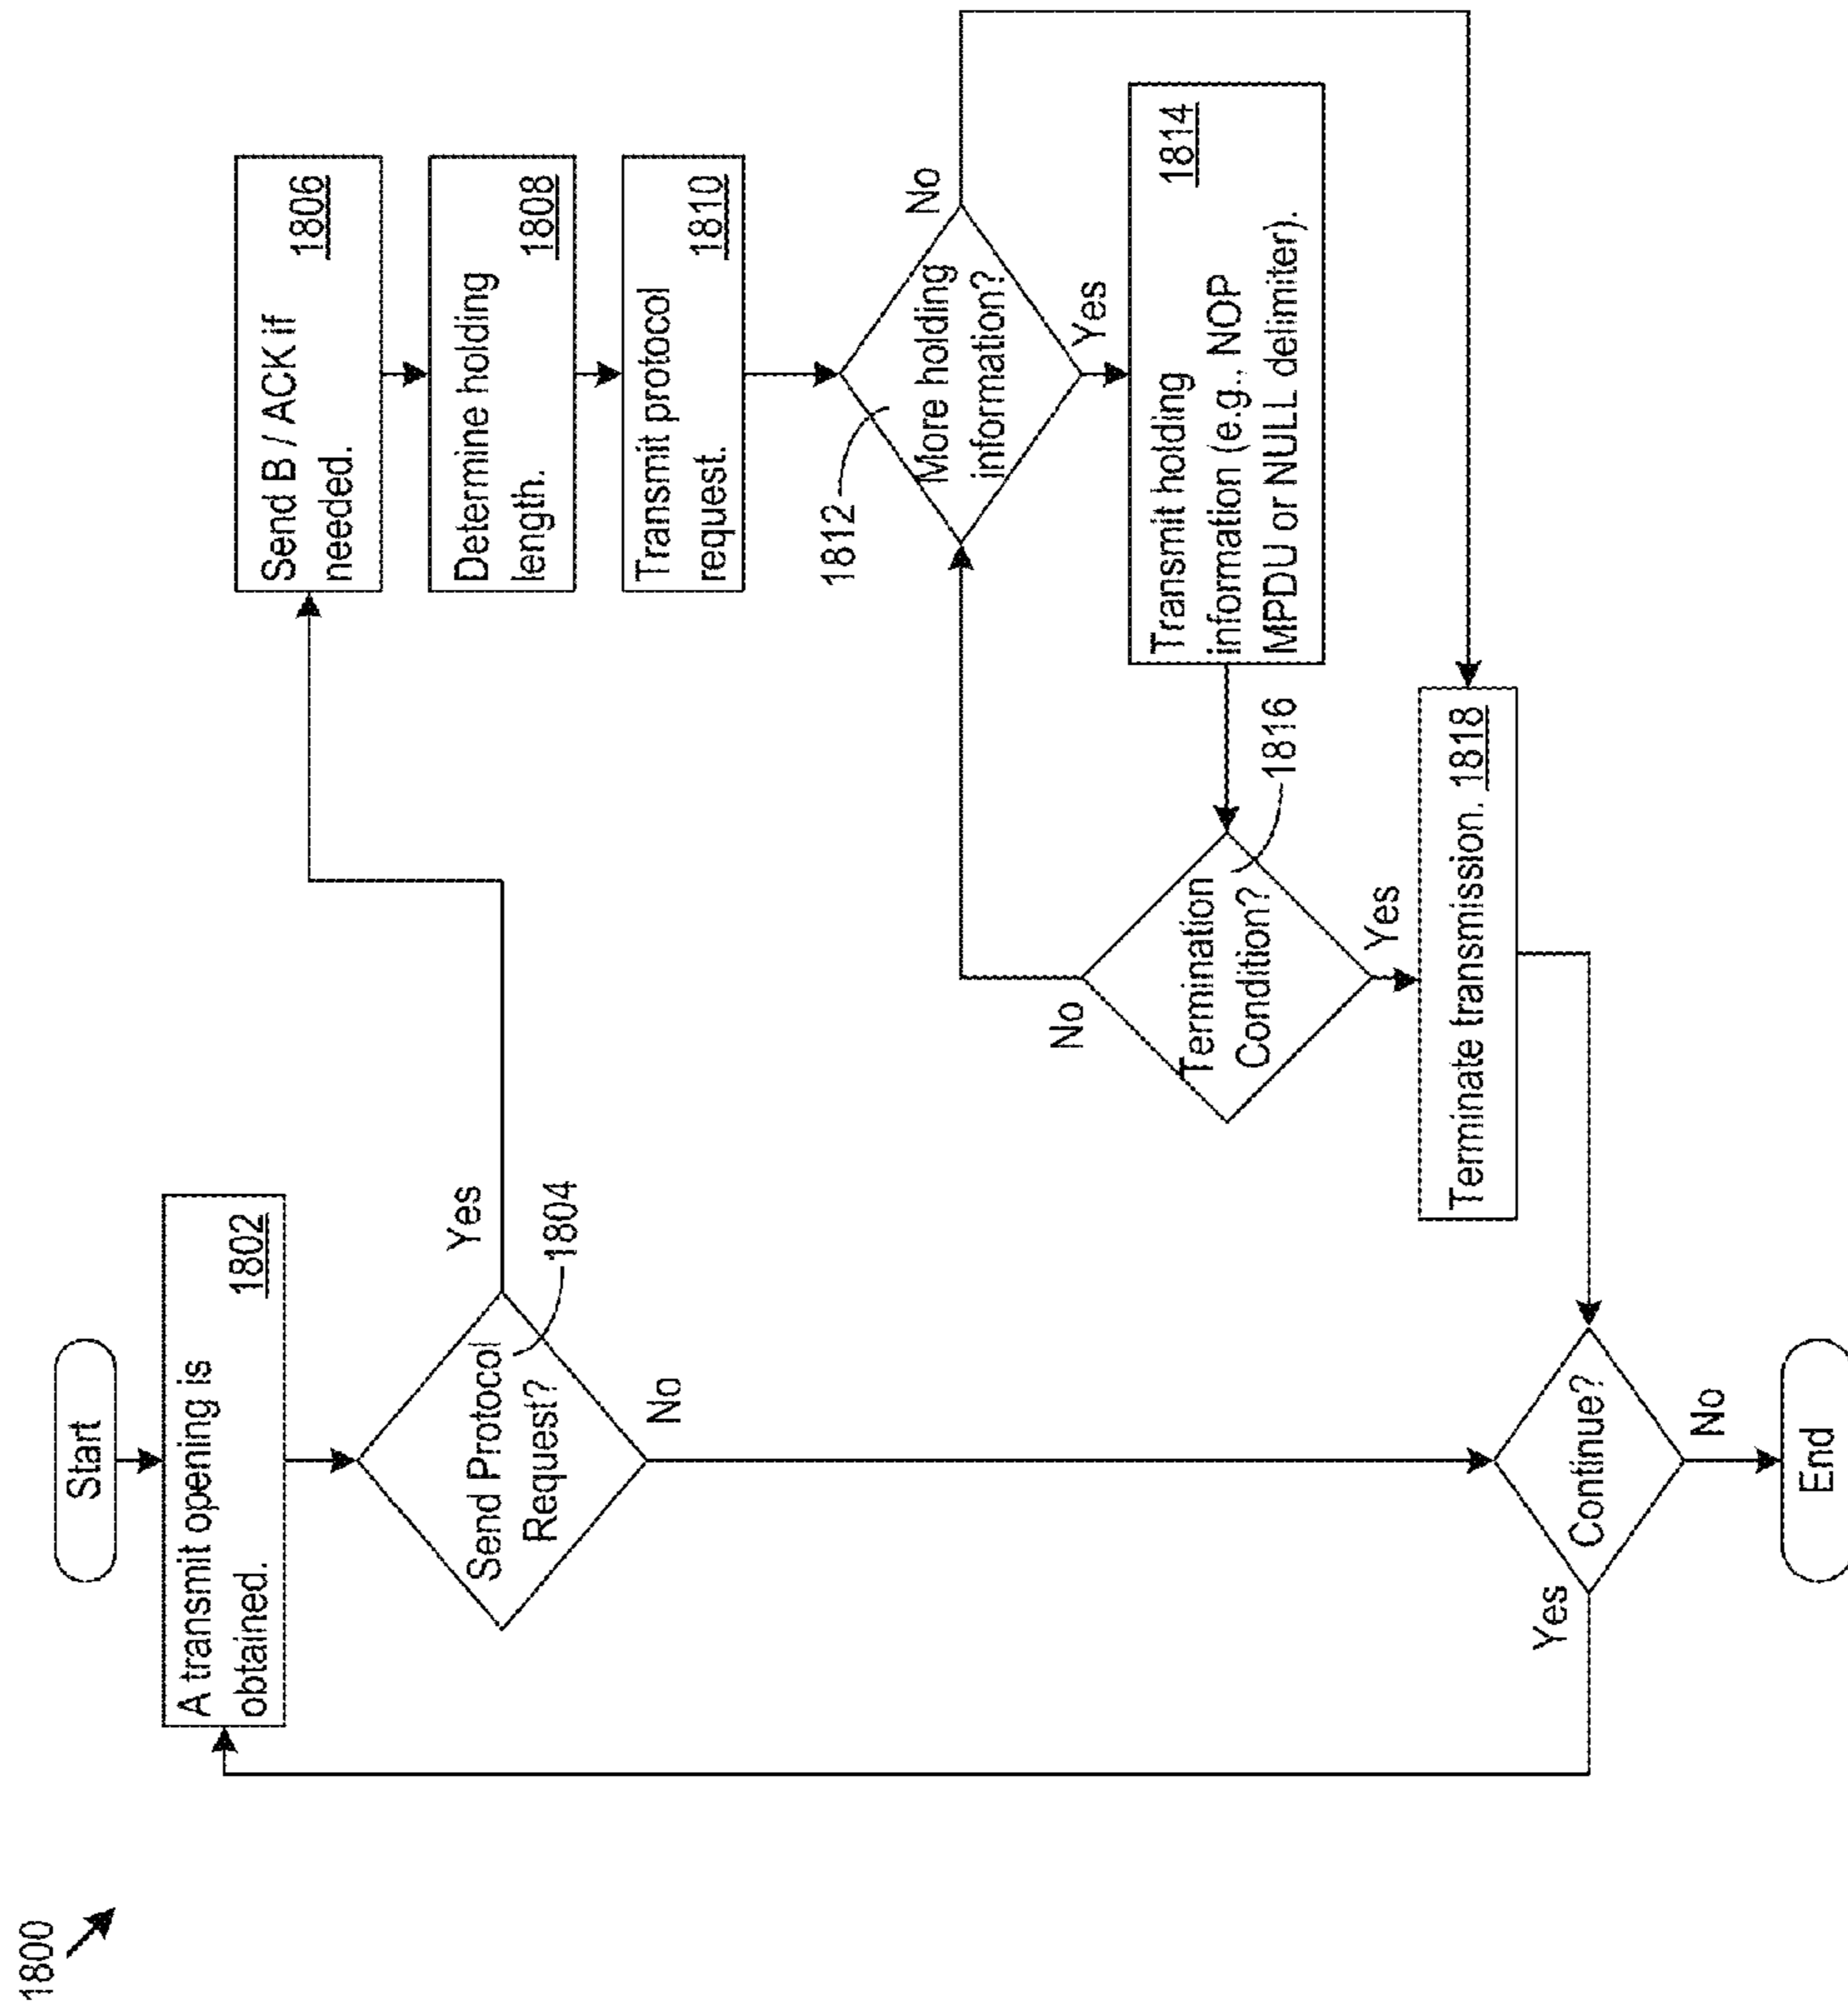 1800
Start
A transmit opening is
obtained.
1802
Send Protocol
Request?
1804
Yes
No
Send B / ACK if
needed.
1806
Determine holding
length.
1808
Transmit protocol
request.
1810
1812
More holding
information?
No
Yes
Transmit holding
1814
information (e.g., NOP
MPDU or NULL delimiter).
Termination
Condition?
1816
No
Yes
Terminate transmission. 1818
Continue?
Yes
No
End